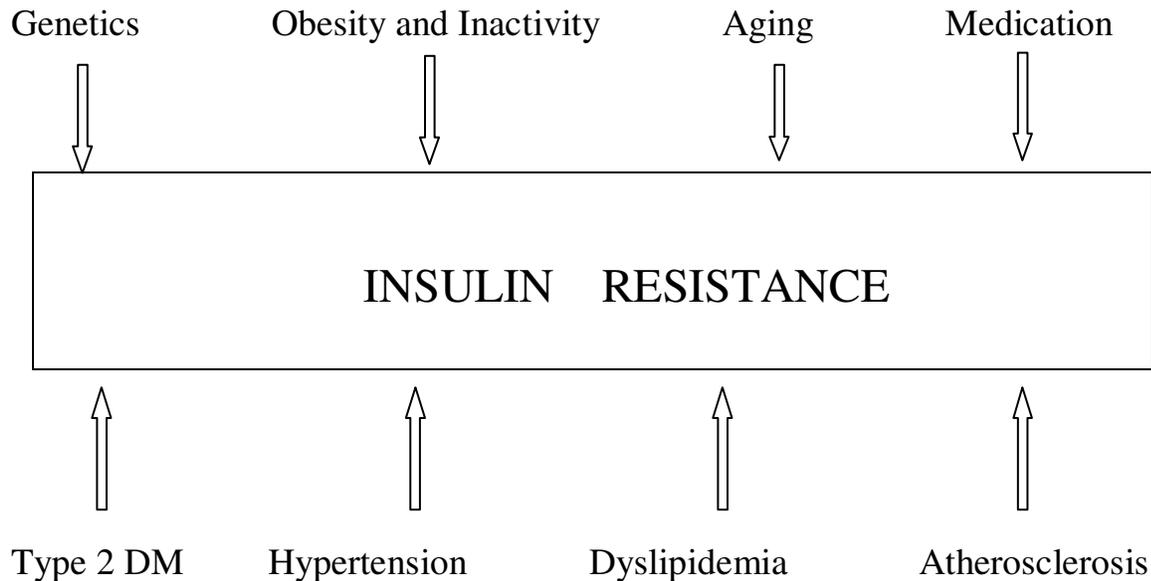 Genetics Obesity and Inactivity Aging Medication
INSULIN RESISTANCE
Type 2 DM Hypertension Dyslipidemia Atherosclerosis